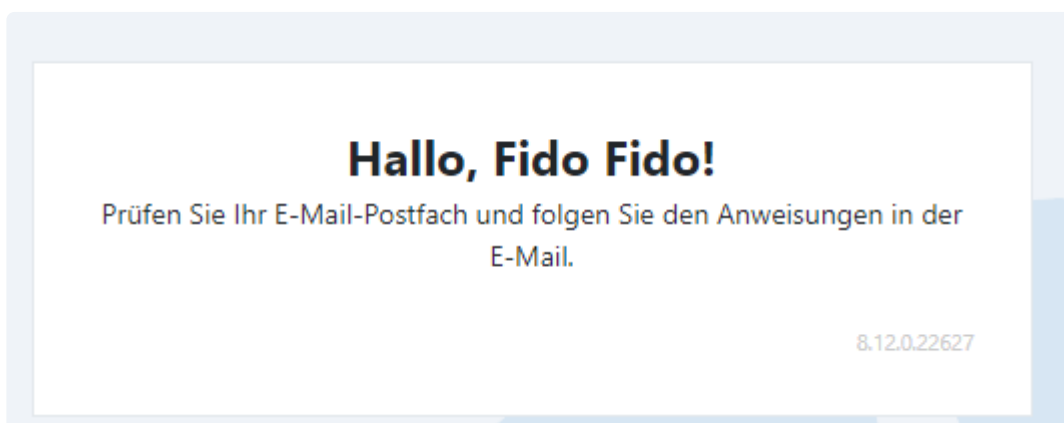 Hallo, Fido Fido!
Prüfen Sie Ihr E-Mail-Postfach und folgen Sie den Anweisungen in der
E-Mail.
8.12.0.22627